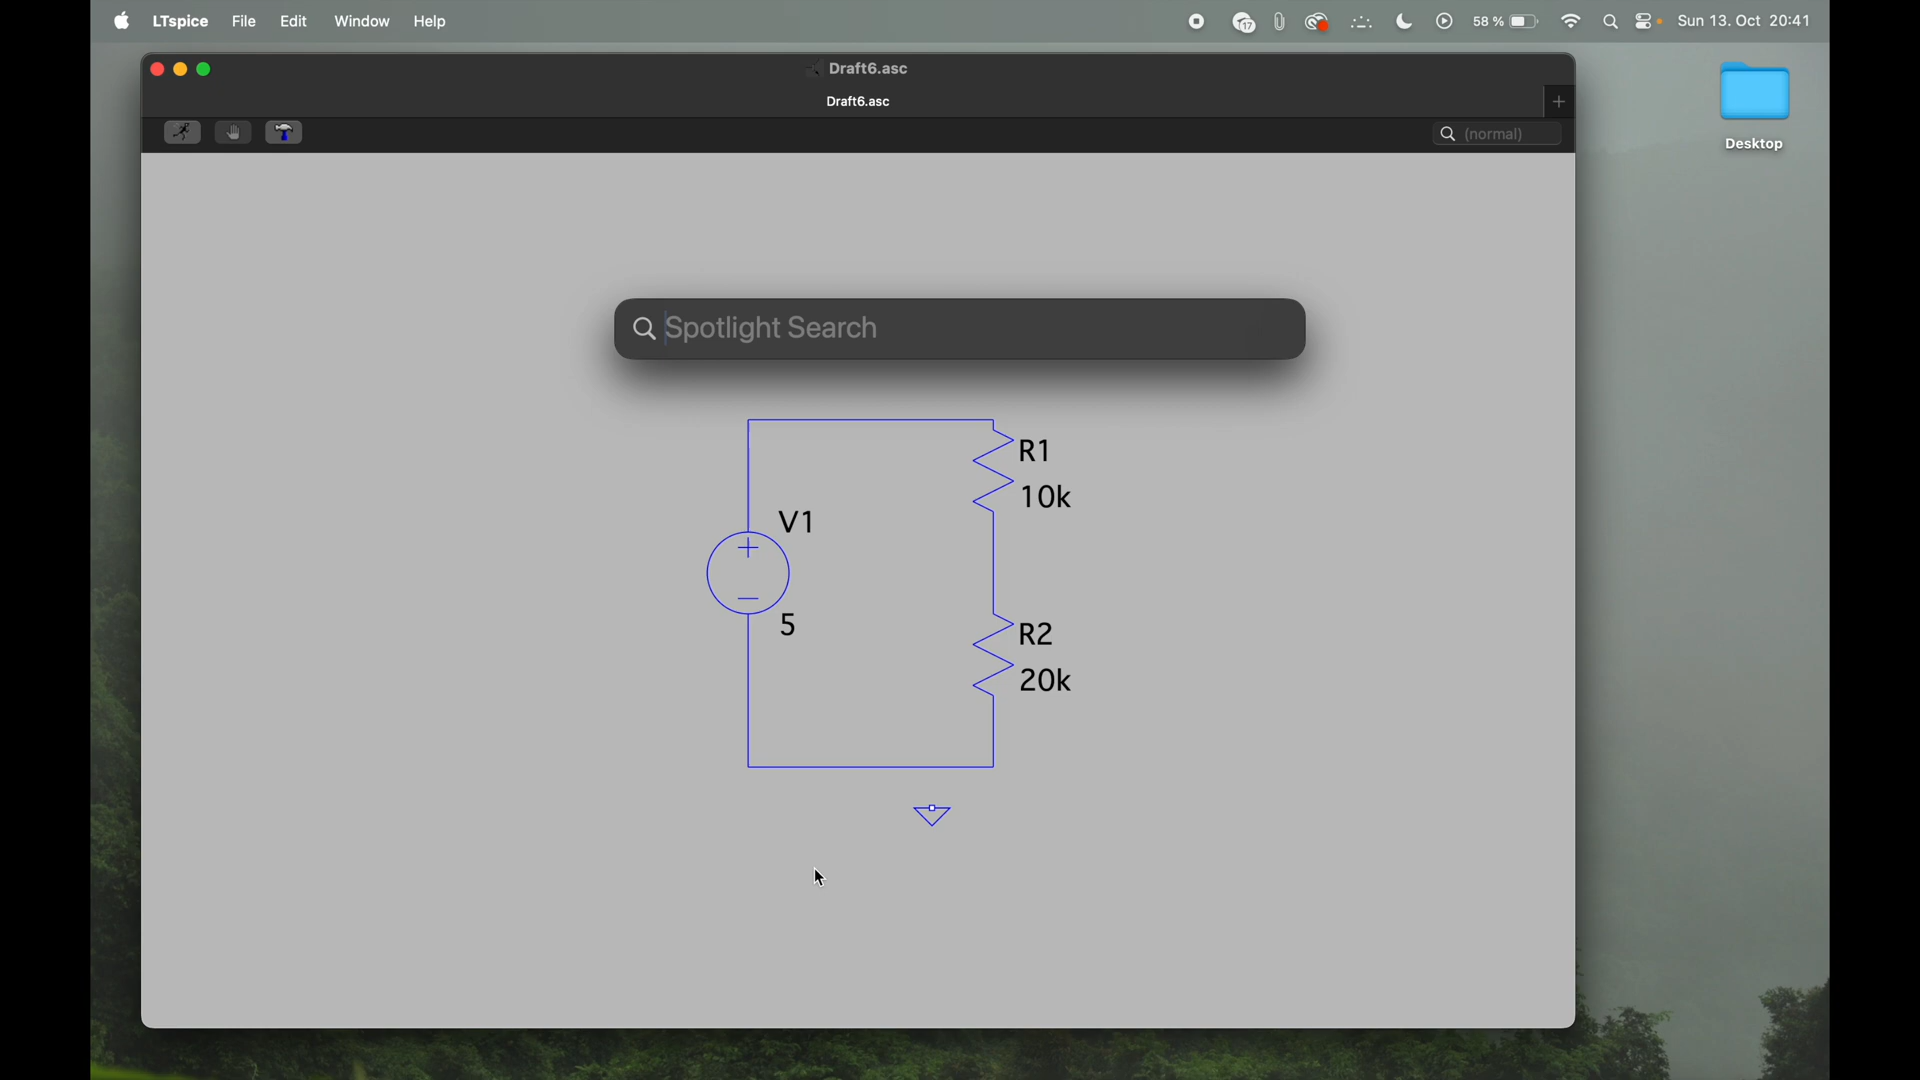 LTspice File Edit Window Help 17 58 % Sun 13. Oct 20:41
Draft6.asc
Draft6.asc
(normal)
Desktop
Spotlight Search
R1
10k
V1
5
R2
20k